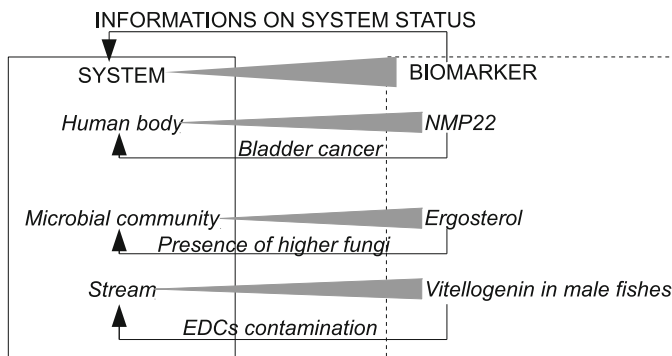 INFORMATIONS ON SYSTEM STATUS
SYSTEM BIOMARKER
Human body NMP22
Bladder cancer
Microbial community Ergosterol
Presence of higher fungi
Stream Vitellogenin in male fishes
EDCs contamination